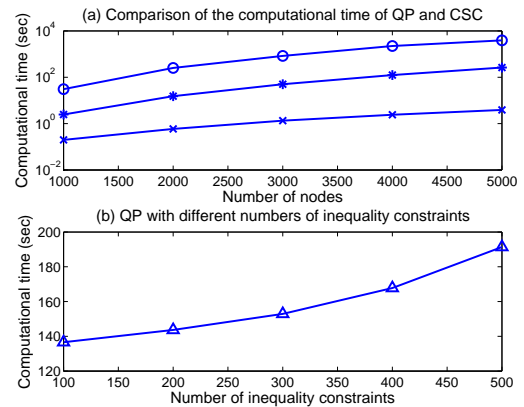 (a) Comparison of the computational time of QP and CSC
Computational time (sec)
10^4
10^2
10^0
10^−2
1000 1500 2000 2500 3000 3500 4000 4500 5000
Number of nodes
(b) QP with different numbers of inequality constraints
Computational time (sec)
200
180
160
140
120
100 150 200 250 300 350 400 450 500
Number of inequality constraints